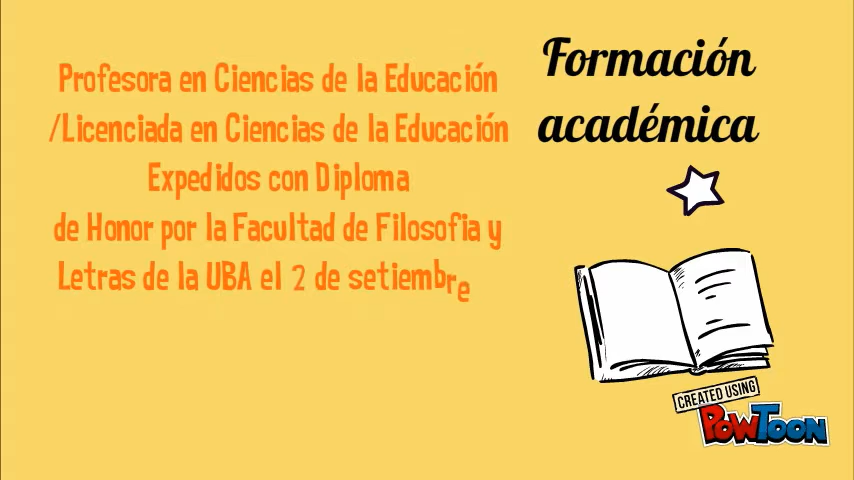 Profesora en Ciencias de la Educación
/Licenciada en Ciencias de la Educación
Expedidos con Diploma
de Honor por la Facultad de Filosofia y
Letras de la UBA el 2 de setiembre
Formación
académica
CREATED USING
POWTOON